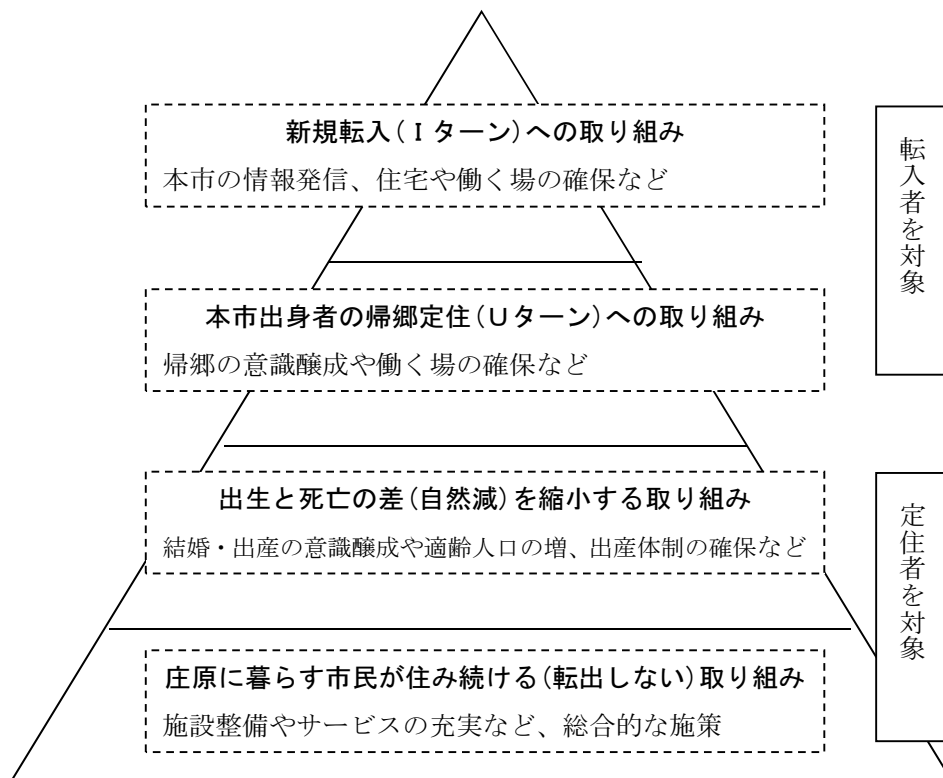 新規転入(Ｉターン)への取り組み
本市の情報発信、住宅や働く場の確保など
転入者を対象
本市出身者の帰郷定住(Ｕターン)への取り組み
帰郷の意識醸成や働く場の確保など
出生と死亡の差(自然減)を縮小する取り組み
結婚・出産の意識醸成や適齢人口の増、出産体制の確保など
定住者を対象
庄原に暮らす市民が住み続ける(転出しない)取り組み
施設整備やサービスの充実など、総合的な施策